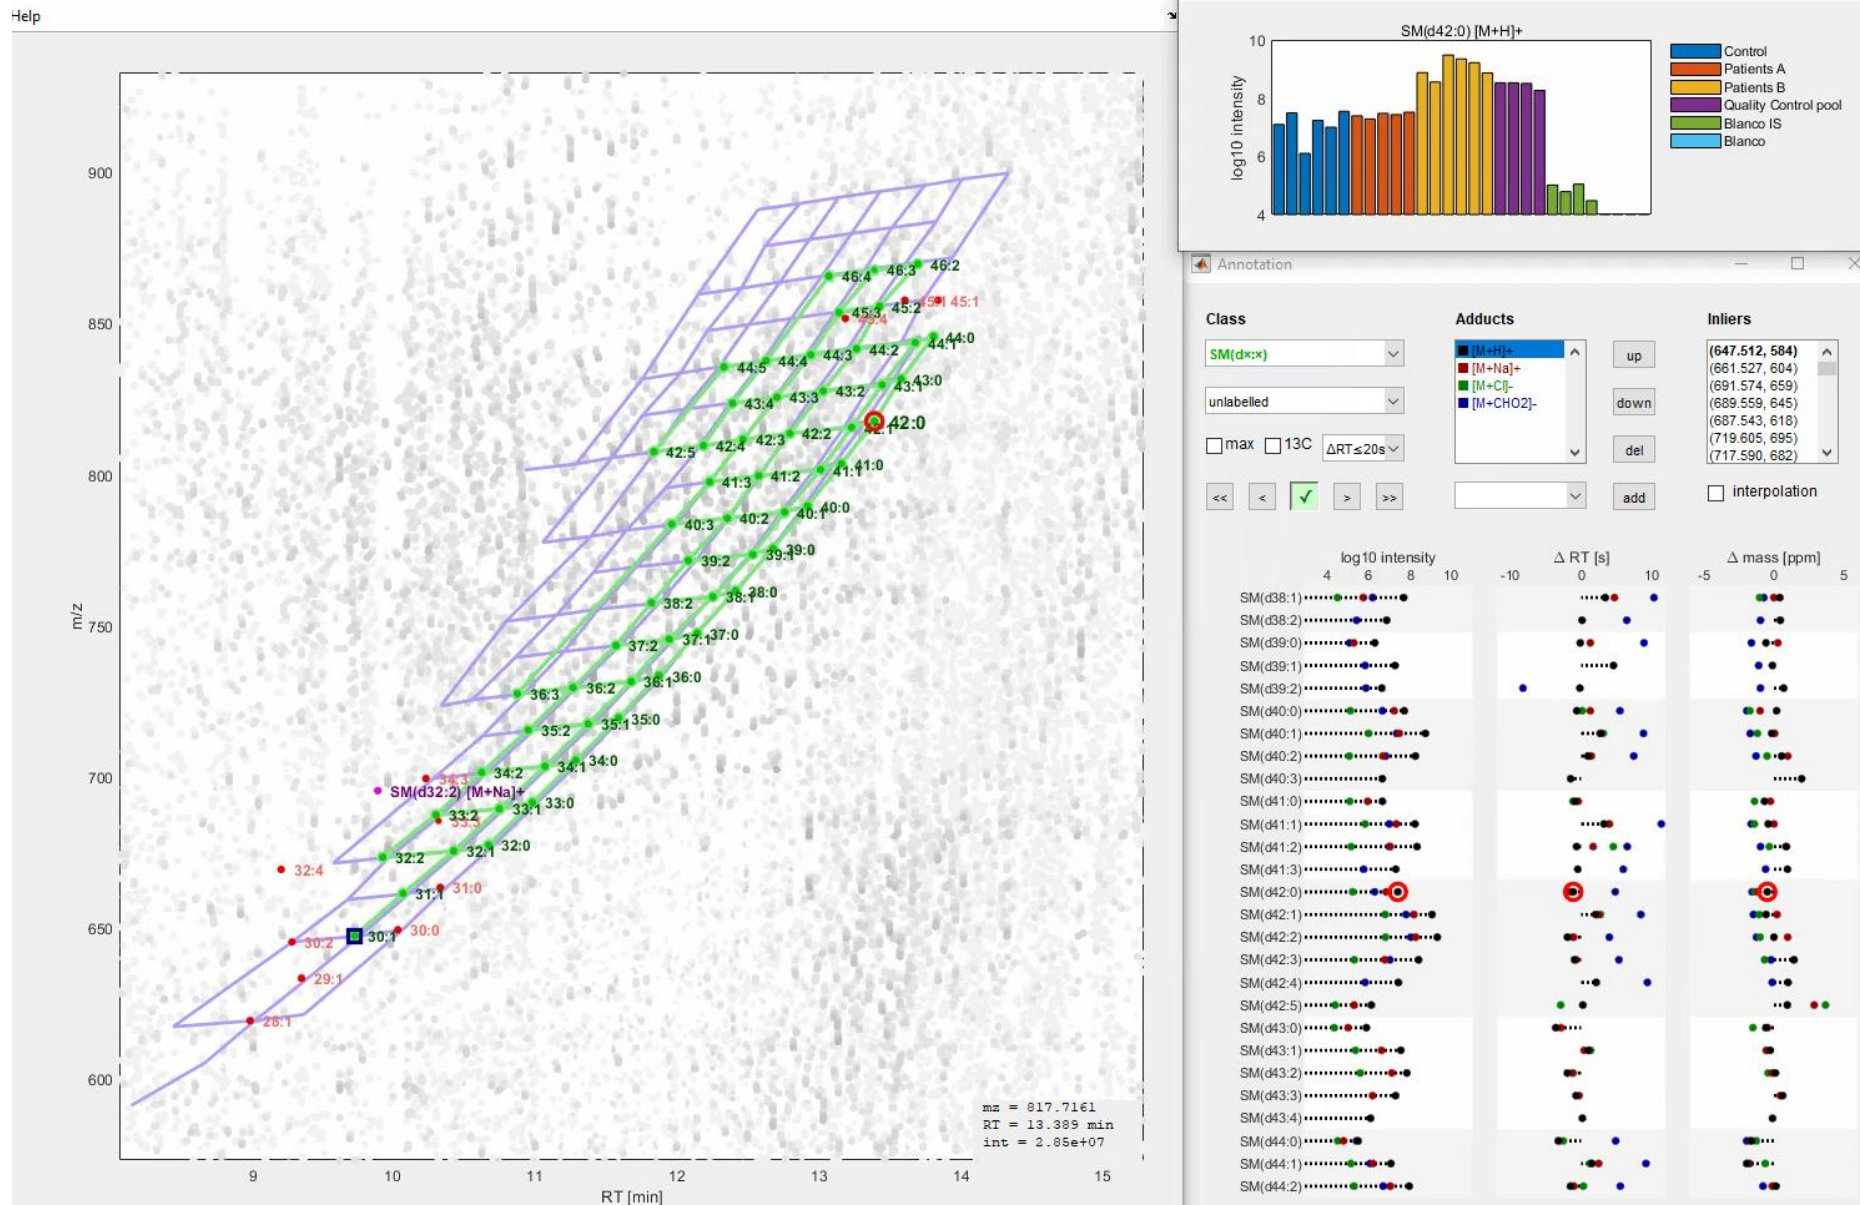 Help
SM(d42:0) [M+H]+
log10 intensity
10
8
6
4
Control
Patients A
Patients B
Quality Control pool
Blanco IS
Blanco
m/z
900
850
800
750
700
650
600
46:4 46:3 46:2
45:3 45:2 45:1
44:5 44:4 44:3 44:2 44:1 44:0
43:4 43:3 43:2 43:1 43:0
42:5 42:4 42:3 42:2 42:1 42:0
41:3 41:2 41:1 41:0
40:3 40:2 40:1 40:0
39:2 39:1 39:0
38:2 38:1 38:0
37:2 37:1 37:0
36:3 36:2 36:1 36:0
35:2 35:1 35:0
34:3 34:2 34:1 34:0
SM(d32:2) [M+Na]+
33:2 33:1 33:0
33:3
32:4 32:2 32:1 32:0
31:1 31:0
30:2 30:1 30:0
29:1
28:1
mz = 817.7161
RT = 13.389 min
int = 2.85e+07
9 10 11 12 13 14 15
RT [min]
Annotation
Class
SM(d×:×)
unlabelled
max 13C ΔRT≤20s
<< < √ > >>
Adducts
[M+H]+
[M+Na]+
[M+Cl]-
[M+CHO2]-
up
down
del
add
Inliers
(647.512, 584)
(661.527, 604)
(691.574, 659)
(689.559, 645)
(687.543, 618)
(719.605, 695)
(717.590, 682)
interpolation
log10 intensity Δ RT [s] Δ mass [ppm]
4 6 8 10 -10 0 10 -5 0 5
SM(d38:1)
SM(d38:2)
SM(d39:0)
SM(d39:1)
SM(d39:2)
SM(d40:0)
SM(d40:1)
SM(d40:2)
SM(d40:3)
SM(d41:0)
SM(d41:1)
SM(d41:2)
SM(d41:3)
SM(d42:0)
SM(d42:1)
SM(d42:2)
SM(d42:3)
SM(d42:4)
SM(d42:5)
SM(d43:0)
SM(d43:1)
SM(d43:2)
SM(d43:3)
SM(d43:4)
SM(d44:0)
SM(d44:1)
SM(d44:2)